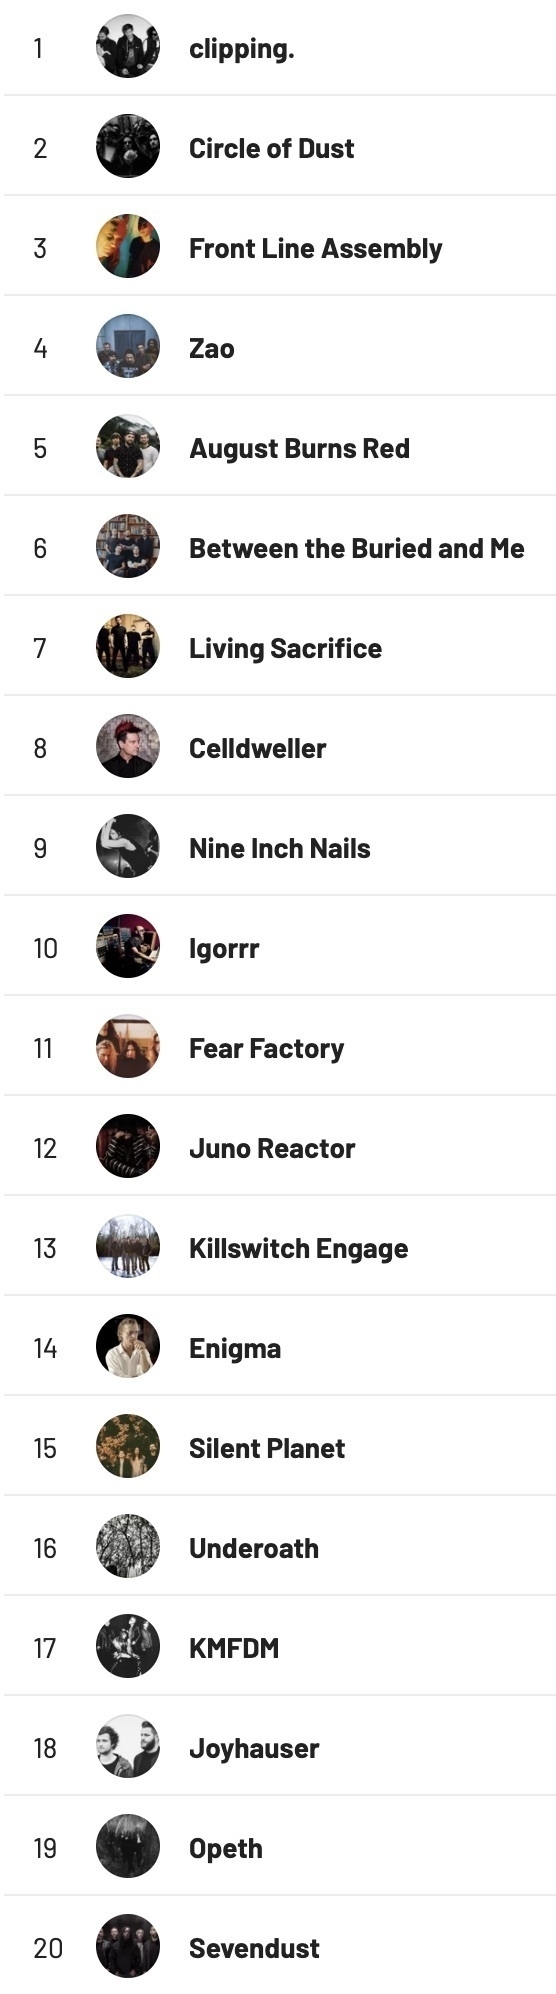 1 clipping.
2 Circle of Dust
3 Front Line Assembly
4 Zao
5 August Burns Red
6 Between the Buried and Me
7 Living Sacrifice
8 Celldweller
9 Nine Inch Nails
10 Igorrr
11 Fear Factory
12 Juno Reactor
13 Killswitch Engage
14 Enigma
15 Silent Planet
16 Underoath
17 KMFDM
18 Joyhauser
19 Opeth
20 Sevendust